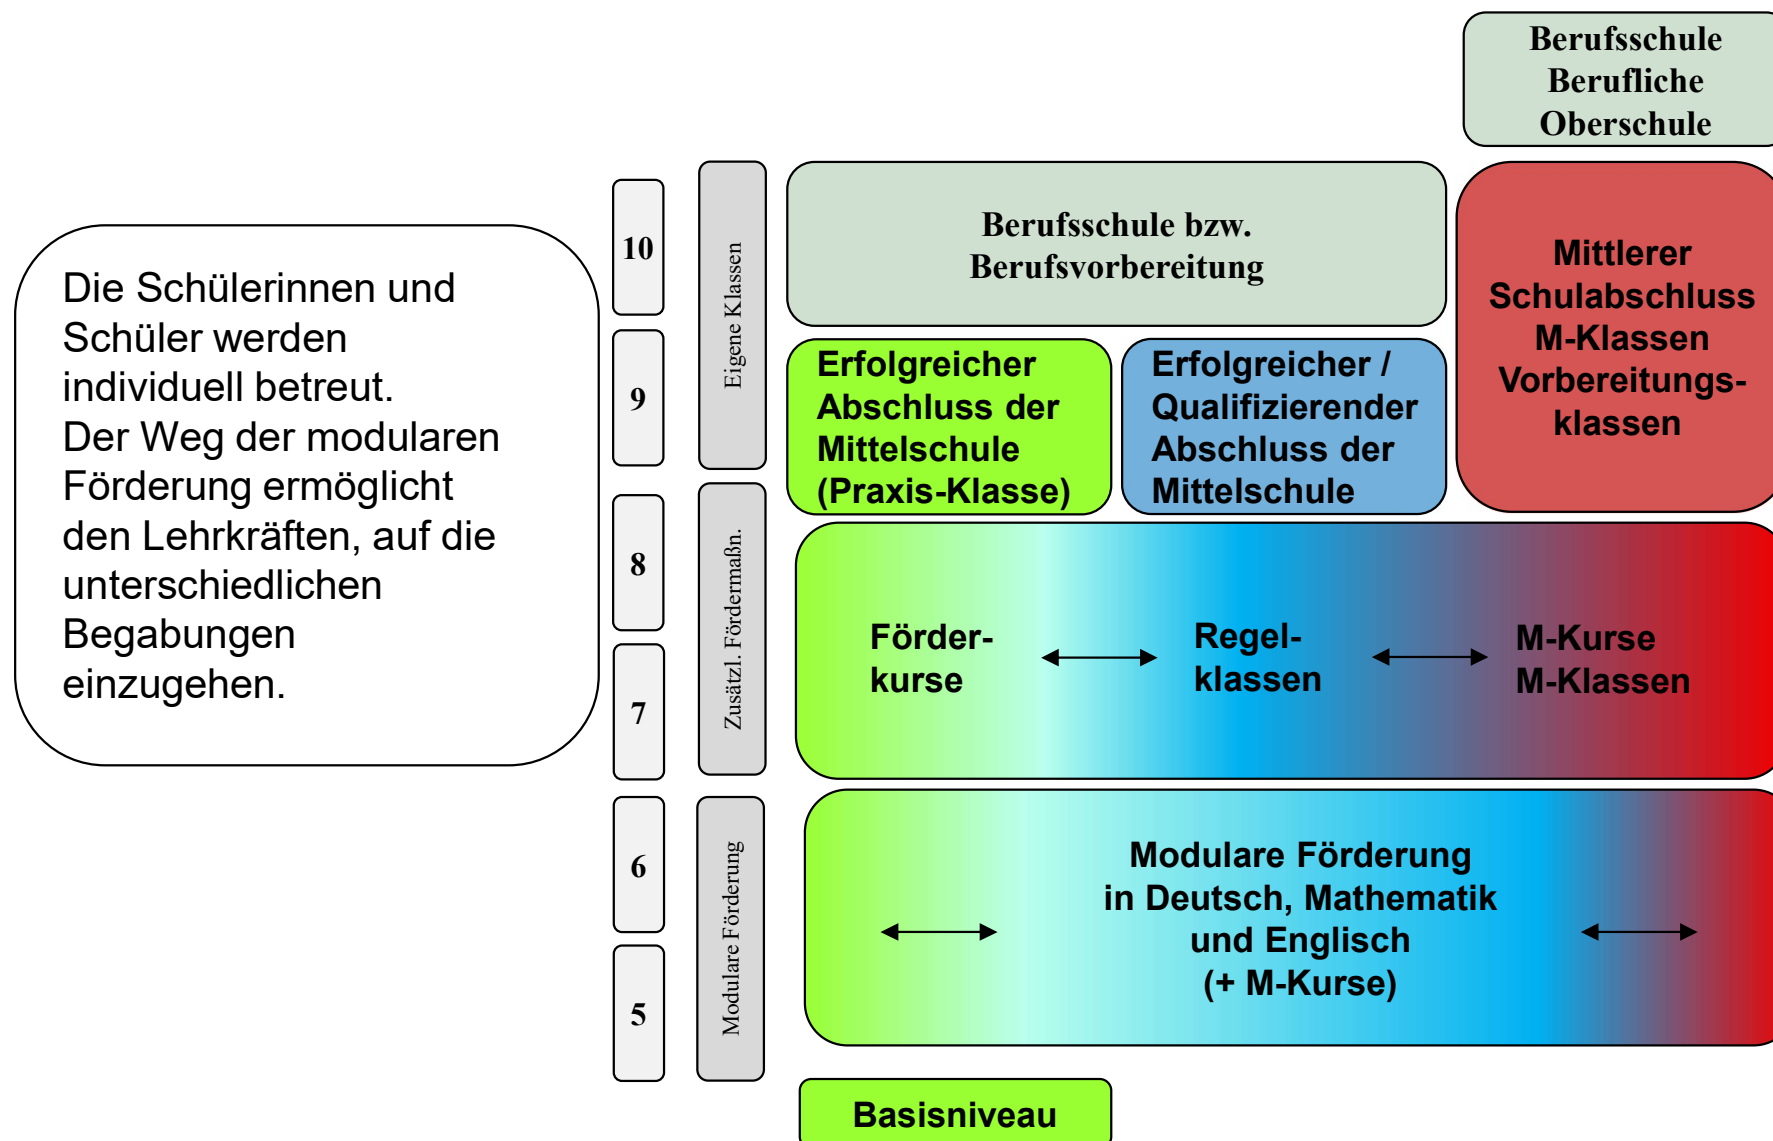 Berufsschule
Berufliche
Oberschule
Die Schülerinnen und
Schüler werden
individuell betreut.
Der Weg der modularen
Förderung ermöglicht
den Lehrkräften, auf die
unterschiedlichen
Begabungen
einzugehen.
10
9
8
7
6
5
Eigene Klassen
Zusätzl. Fördermaßn.
Modulare Förderung
Berufsschule bzw.
Berufsvorbereitung
Mittlerer
Schulabschluss
M-Klassen
Vorbereitungs-
klassen
Erfolgreicher
Abschluss der
Mittelschule
(Praxis-Klasse)
Erfolgreicher /
Qualifizierender
Abschluss der
Mittelschule
Förder-
kurse
Regel-
klassen
M-Kurse
M-Klassen
Modulare Förderung
in Deutsch, Mathematik
und Englisch
(+ M-Kurse)
Basisniveau